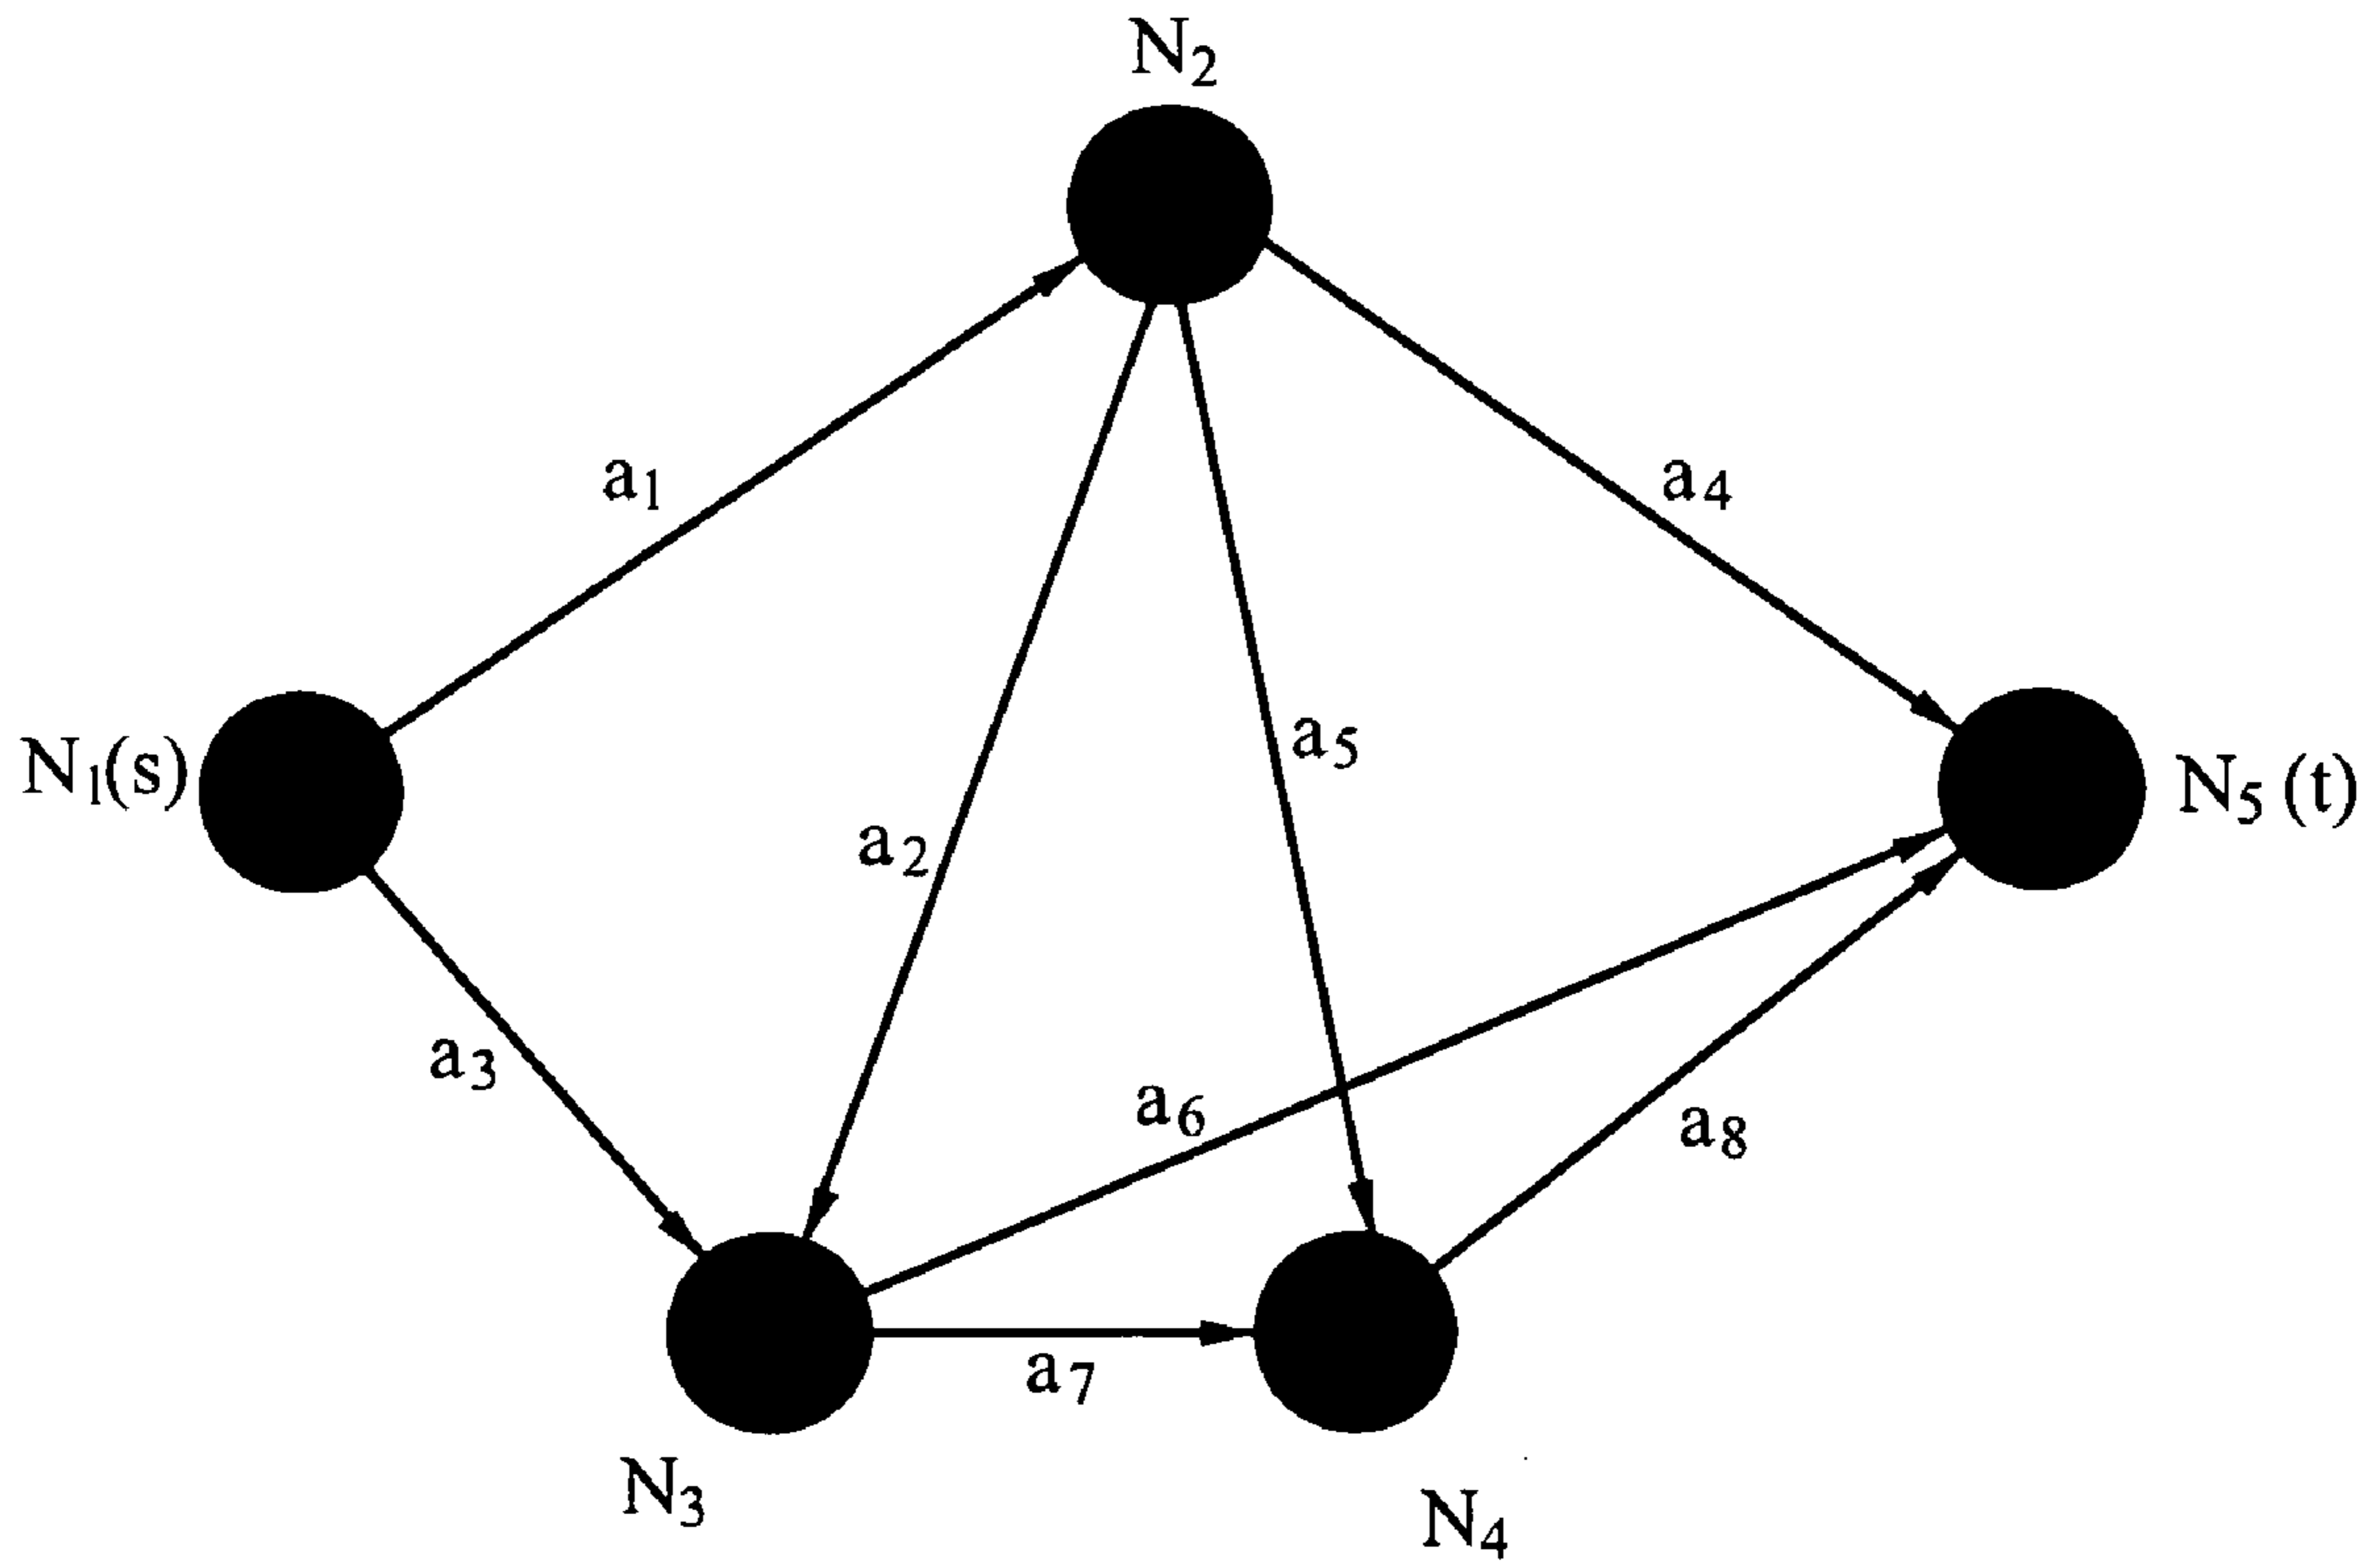 N₂
a₁
a₄
a₅
N₁(s)
N₅ (t)
a₂
a₃
a₆
a₈
a₇
N₃
N₄